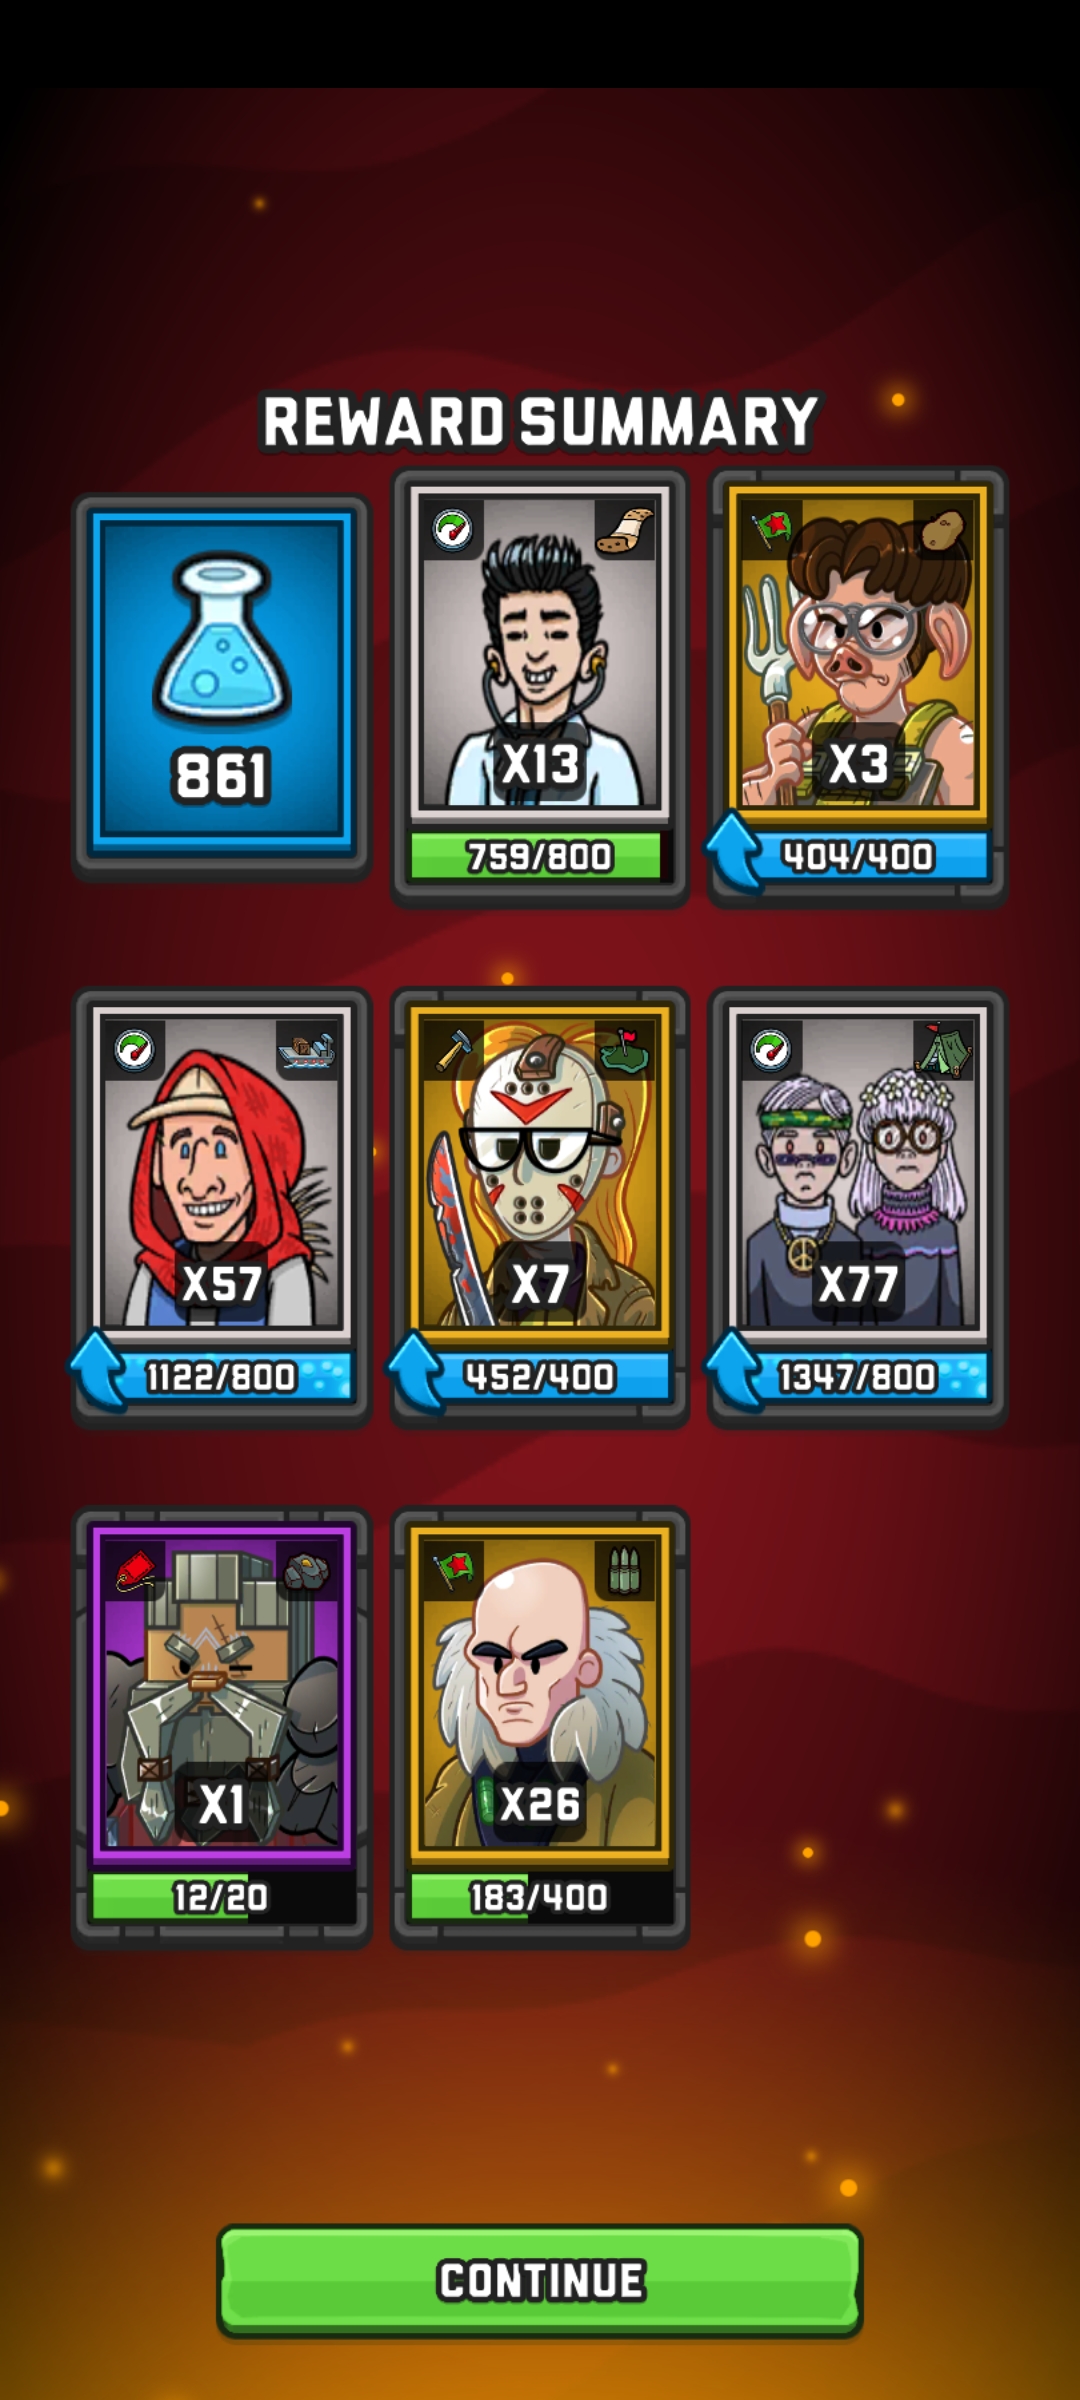 REWARD SUMMARY
861
X13
759/800
X3
404/400
X57
1122/800
X7
452/400
X77
1347/800
X1
12/20
X26
183/400
CONTINUE